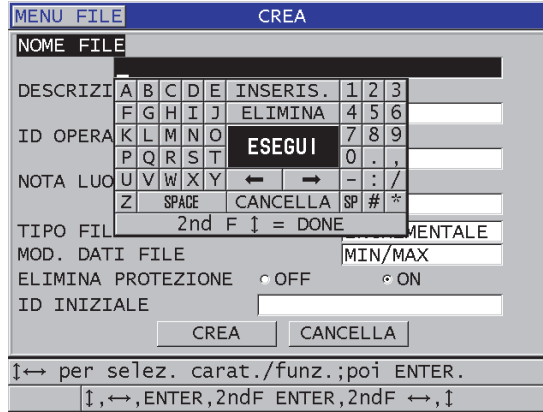 MENU FILE CREA
NOME FILE
DESCRIZI
ID OPERA
NOTA LUO
A B C D E INSERIS. 1 2 3
F G H I J ELIMINA 4 5 6
K L M N O ESEGUI 7 8 9
P Q R S T 0 . ,
U V W X Y ← → - : /
Z SPACE CANCELLA SP # *
2nd F ↕ = DONE
TIPO FIL INCREMENTALE
MOD. DATI FILE MIN/MAX
ELIMINA PROTEZIONE OFF ON
ID INIZIALE
CREA CANCELLA
↕↔ per selez. carat./funz.;poi ENTER.
↕,↔,ENTER,2ndF ENTER,2ndF ↔,↕